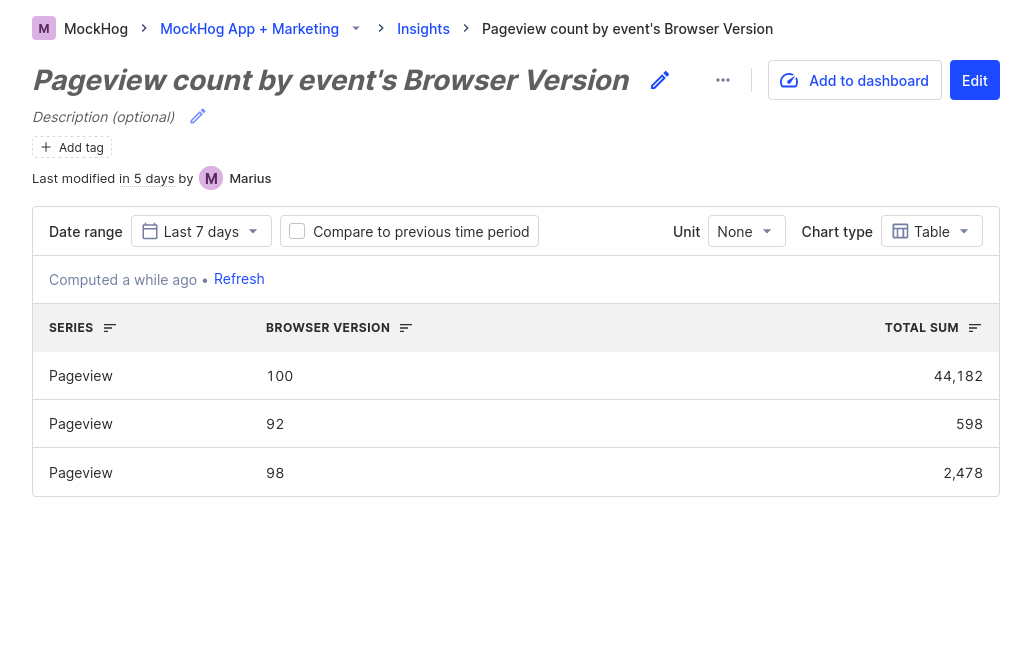 M MockHog MockHog App + Marketing Insights Pageview count by event's Browser Version
Pageview count by event's Browser Version ··· Add to dashboard Edit
Description (optional)
+ Add tag
Last modified in 5 days by M Marius
Date range Last 7 days Compare to previous time period Unit None Chart type Table
Computed a while ago • Refresh
SERIES BROWSER VERSION TOTAL SUM
Pageview 100 44,182
Pageview 92 598
Pageview 98 2,478